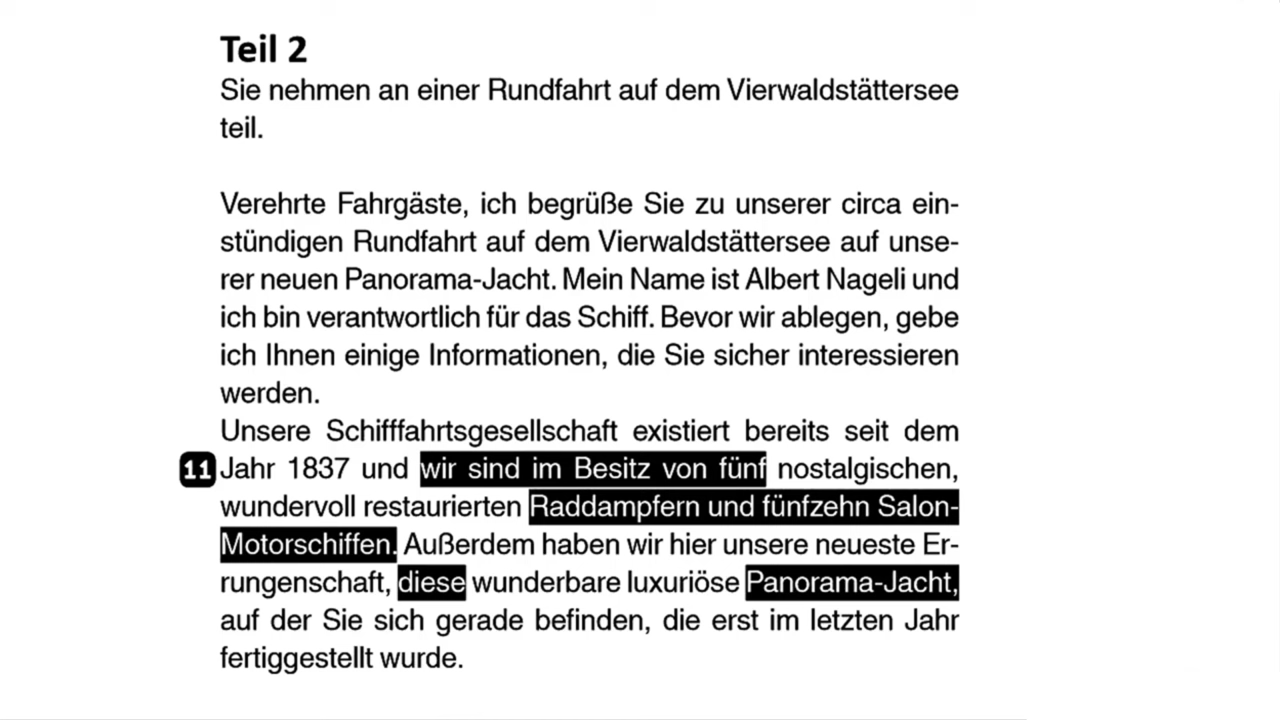 Teil 2
Sie nehmen an einer Rundfahrt auf dem Vierwaldstättersee
teil.
Verehrte Fahrgäste, ich begrüße Sie zu unserer circa ein-
stündigen Rundfahrt auf dem Vierwaldstättersee auf unse-
rer neuen Panorama-Jacht. Mein Name ist Albert Nageli und
ich bin verantwortlich für das Schiff. Bevor wir ablegen, gebe
ich Ihnen einige Informationen, die Sie sicher interessieren
werden.
Unsere Schifffahrtsgesellschaft existiert bereits seit dem
11 Jahr 1837 und wir sind im Besitz von fünf nostalgischen,
wundervoll restaurierten Raddampfern und fünfzehn Salon-
Motorschiffen. Außerdem haben wir hier unsere neueste Er-
rungenschaft, diese wunderbare luxuriöse Panorama-Jacht,
auf der Sie sich gerade befinden, die erst im letzten Jahr
fertiggestellt wurde.